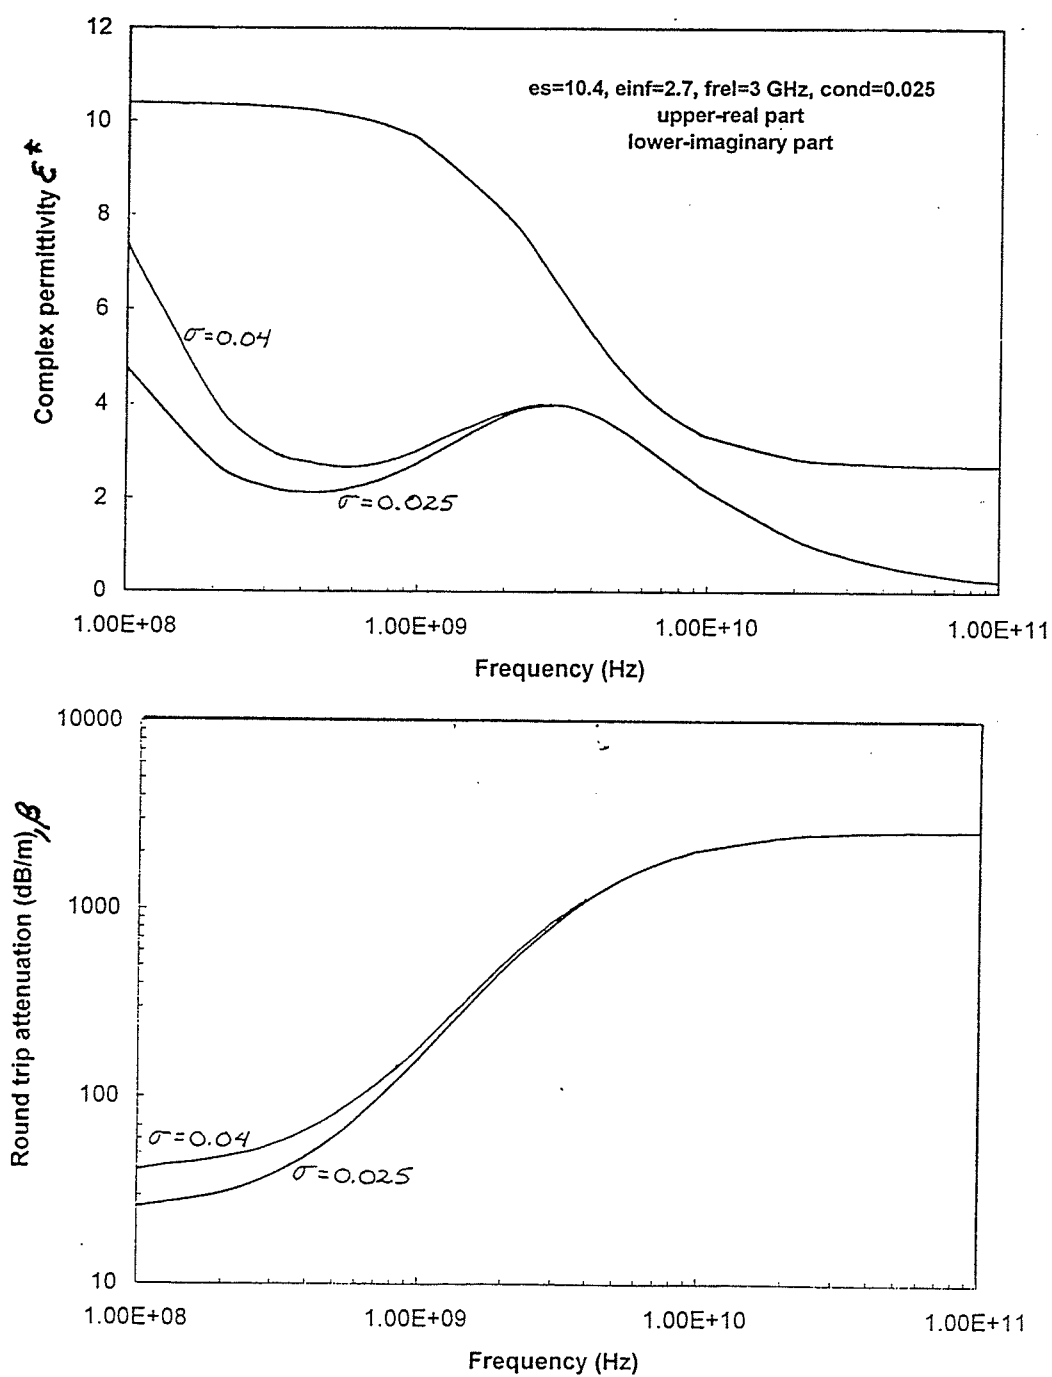 12
es=10.4, einf=2.7, frel=3 GHz, cond=0.025
upper-real part
lower-imaginary part
10
8
6
4
2
0
Complex permittivity ε*
σ=0.04
σ=0.025
1.00E+08
1.00E+09
1.00E+10
1.00E+11
Frequency (Hz)
10000
1000
100
10
Round trip attenuation (dB/m), β
σ=0.04
σ=0.025
1.00E+08
1.00E+09
1.00E+10
1.00E+11
Frequency (Hz)